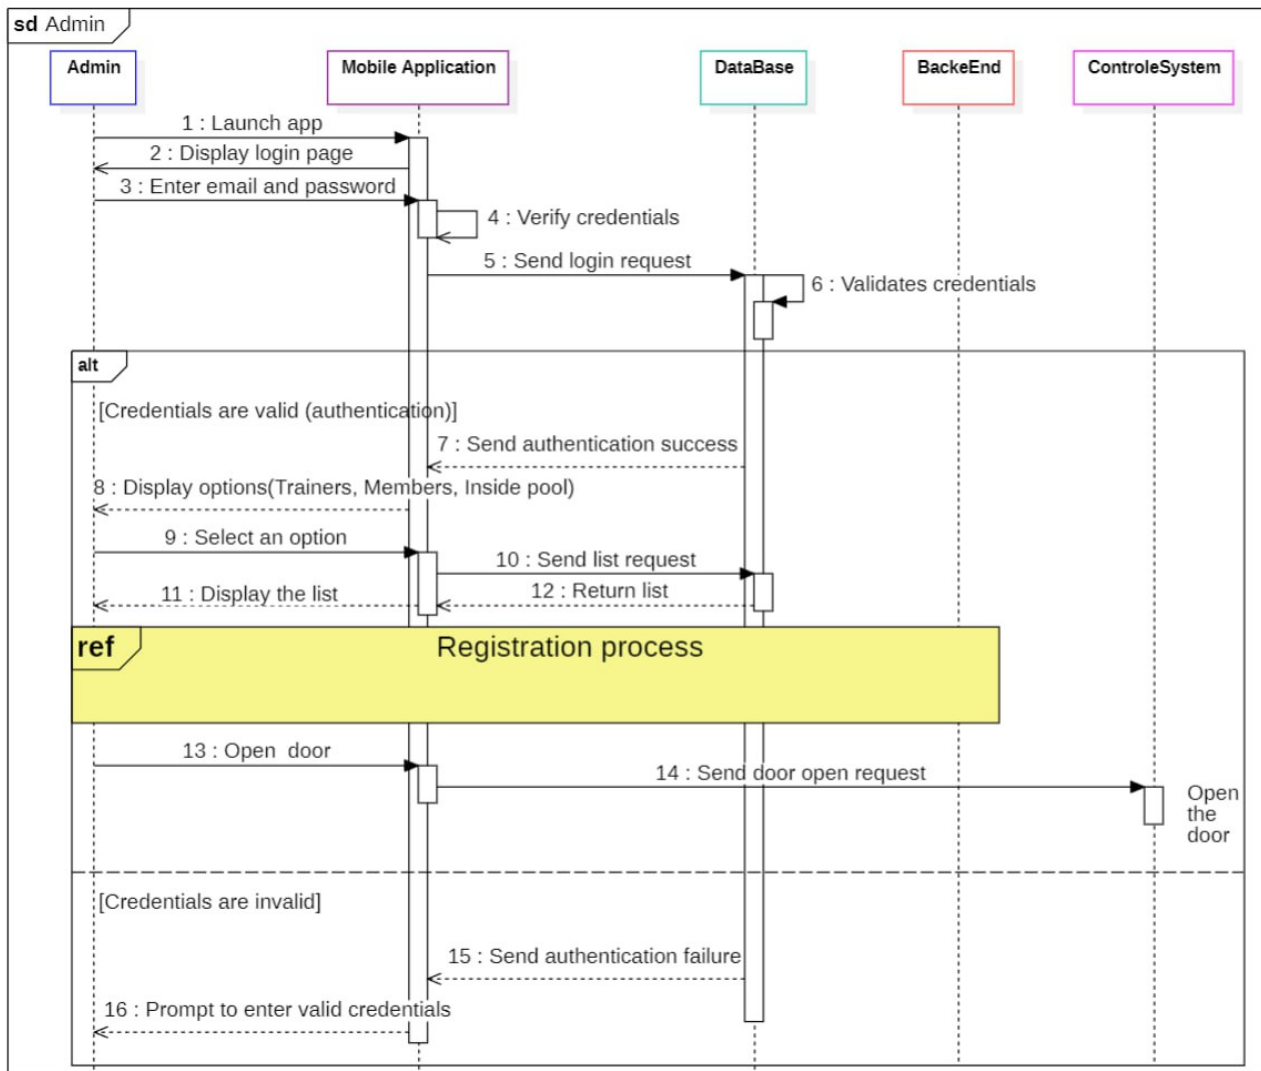 sd Admin
Admin
Mobile Application
DataBase
BackeEnd
ControleSystem
1 : Launch app
2 : Display login page
3 : Enter email and password
4 : Verify credentials
5 : Send login request
6 : Validates credentials
alt
[Credentials are valid (authentication)]
7 : Send authentication success
8 : Display options(Trainers, Members, Inside pool)
9 : Select an option
10 : Send list request
11 : Display the list
12 : Return list
ref
Registration process
13 : Open  door
14 : Send door open request
Open
the
door
[Credentials are invalid]
15 : Send authentication failure
16 : Prompt to enter valid credentials